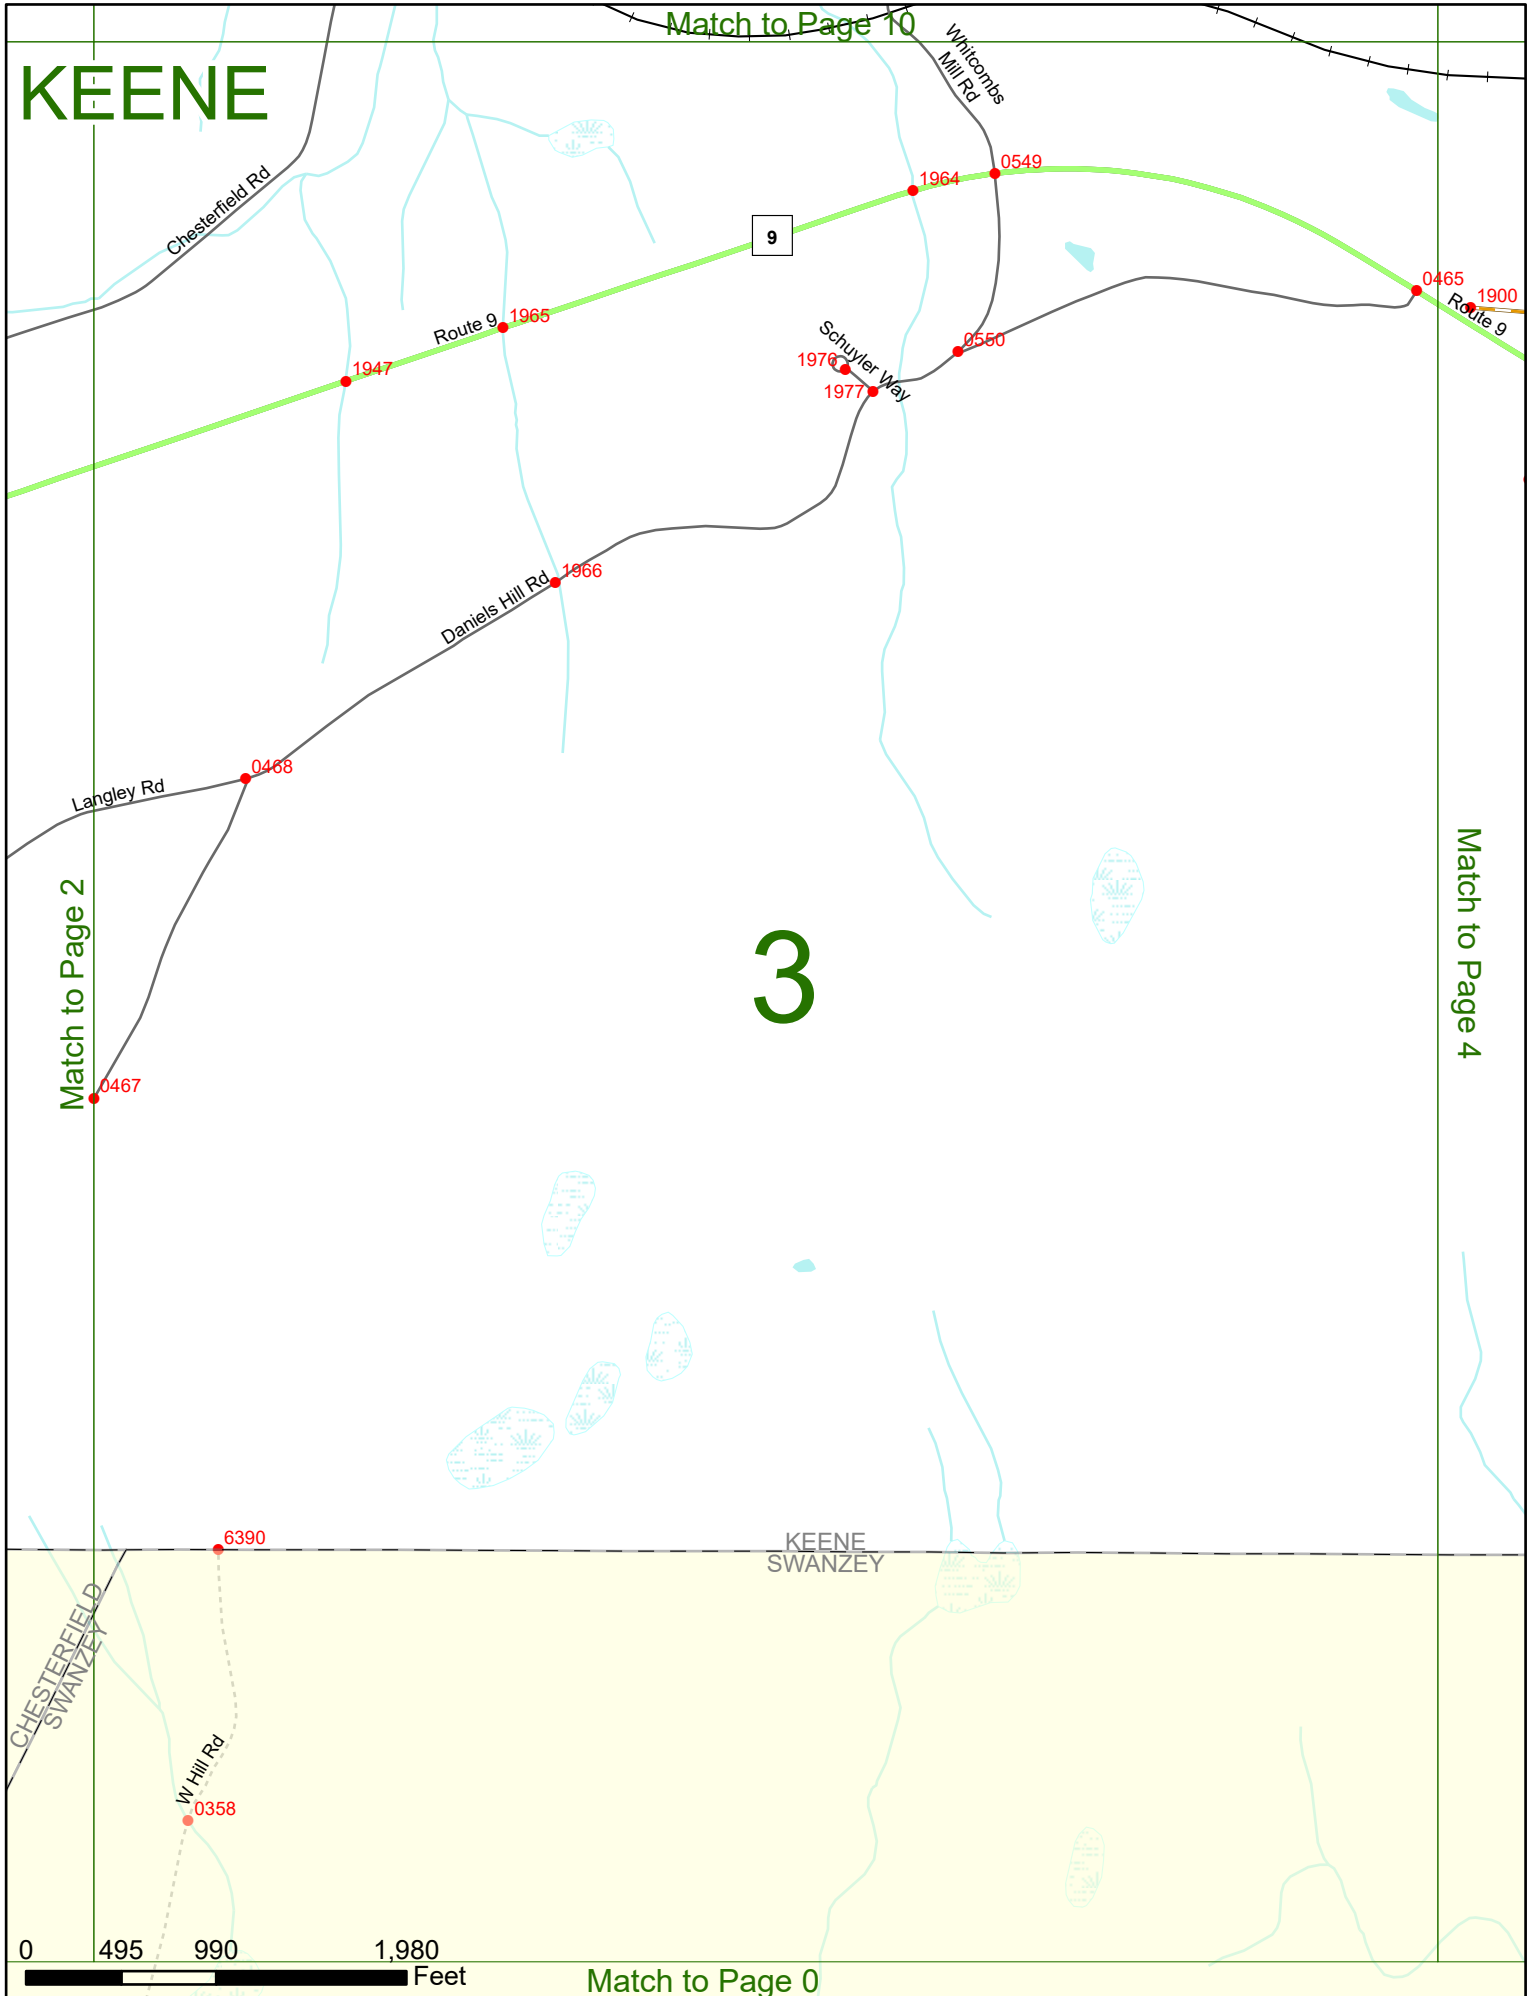 Match to Page 10
KEENE
Whitcombs
Mill Rd
Chesterfield Rd
0549
1964
9
0465
1900
Route 9
Route 9
1965
Schuyler Way
0550
1976
1977
1947
1966
Daniels Hill Rd
0468
Langley Rd
Match to Page 2
Match to Page 4
3
0467
6390
KEENE
SWANZEY
CHESTERFIELD
SWANZEY
W Hill Rd
0358
0 495 990 1,980
Feet
Match to Page 0